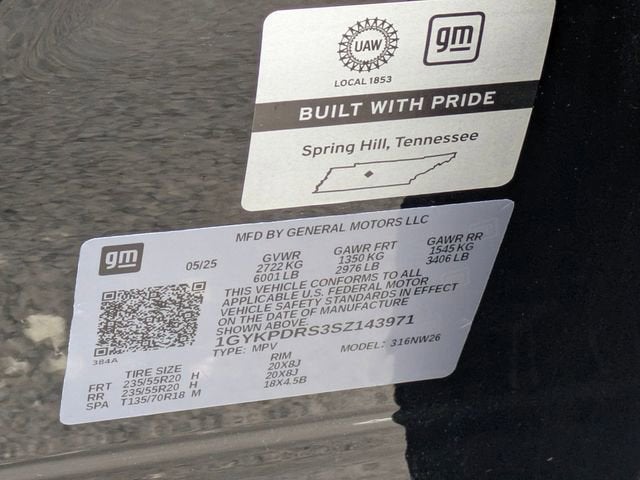 UAW
gm
LOCAL 1853
BUILT WITH PRIDE
Spring Hill, Tennessee
MFD BY GENERAL MOTORS LLC
gm
05/25
GVWR GAWR FRT GAWR RR
2722 KG 1350 KG 1545 KG
6001 LB 2976 LB 3406 LB
THIS VEHICLE CONFORMS TO ALL
APPLICABLE U.S. FEDERAL MOTOR
VEHICLE SAFETY STANDARDS IN EFFECT
ON THE DATE OF MANUFACTURE
SHOWN ABOVE.
1GYKPDRS3SZ143971
384A
TYPE: MPV MODEL: 316NW26
TIRE SIZE RIM
FRT 235/55R20 H 20X8J
RR 235/55R20 H 20X8J
SPA T135/70R18 M 18X4.5B